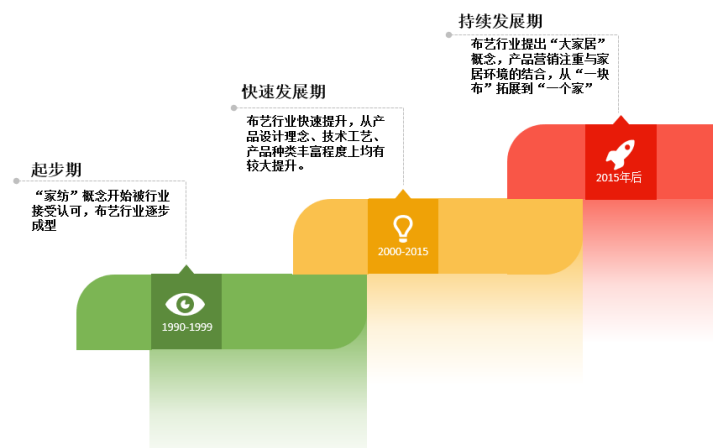 起步期
“家纺”概念开始被行业
接受认可，布艺行业逐步
成型
1990-1999
快速发展期
布艺行业快速提升，从产
品设计理念、技术工艺、
产品种类丰富程度上均有
较大提升。
2000-2015
持续发展期
布艺行业提出“大家居”
概念，产品营销注重与家
居环境的结合，从“一块
布”拓展到“一个家”
2015年后